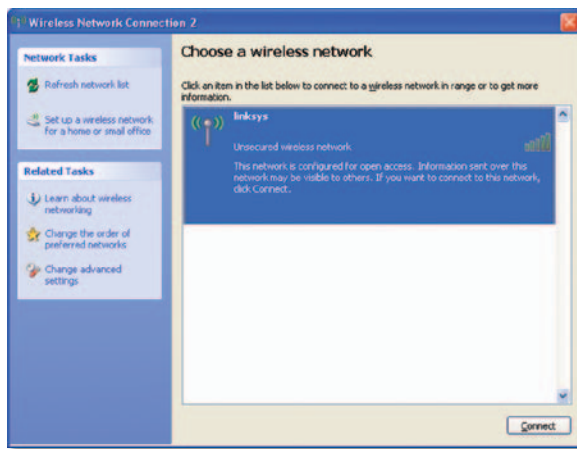 Wireless Network Connection 2
Network Tasks
Refresh network list
Set up a wireless network
for a home or small office
Related Tasks
Learn about wireless
networking
Change the order of
preferred networks
Change advanced
settings
Choose a wireless network
Click an item in the list below to connect to a wireless network in range or to get more
information.
linksys
Unsecured wireless network
This network is configured for open access. Information sent over this
network may be visible to others. If you want to connect to this network,
click Connect.
Connect